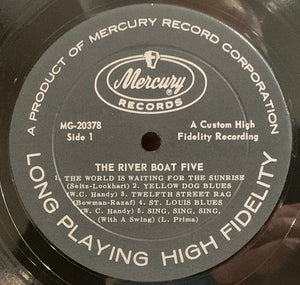 A PRODUCT OF MERCURY RECORD CORPORATION
Mercury
RECORDS
MG-20378
Side 1
A Custom High
Fidelity Recording
THE RIVER BOAT FIVE
1. THE WORLD IS WAITING FOR THE SUNRISE
(Seitz-Lockhart) 2. YELLOW DOG BLUES
(W.C. Handy) 3. TWELFTH STREET RAG
(Bowman-Razaf) 4. ST. LOUIS BLUES
(W. C. Handy) 5. SING, SING, SING,
(With A Swing) (L. Prima)
LONG PLAYING HIGH FIDELITY